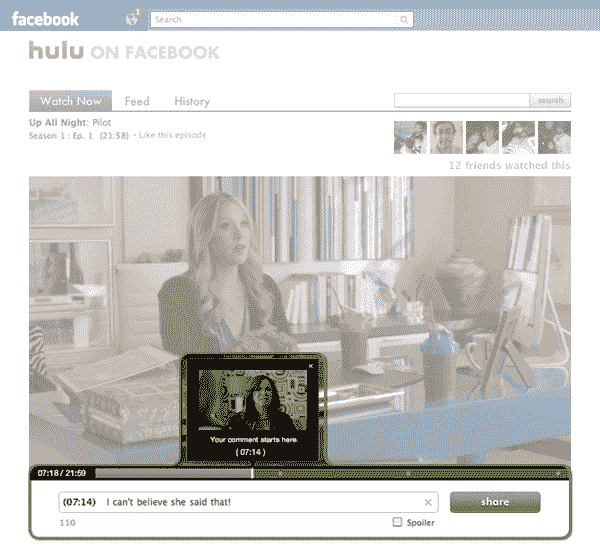 facebook
1
Search
hulu ON FACEBOOK
Watch Now
Feed
History
search
Up All Night: Pilot
Season 1 : Ep. 1 (21:58) • Like this episode
12 friends watched this
Your comment starts here.
( 07:14 )
07:18 / 21:59
(07:14) I can't believe she said that!
share
110
Spoiler